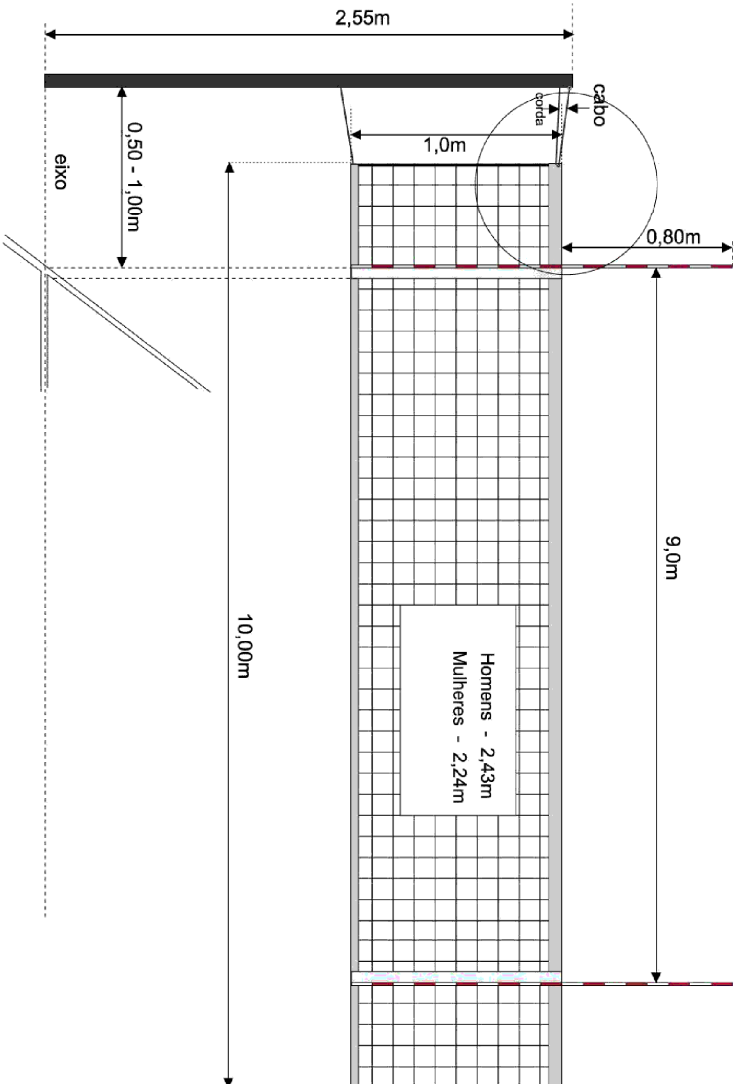 2,55m
cabo
corda
1,0m
0,50 - 1,00m
eixo
0,80m
9,0m
10,00m
Homens - 2,43m
Mulheres - 2,24m